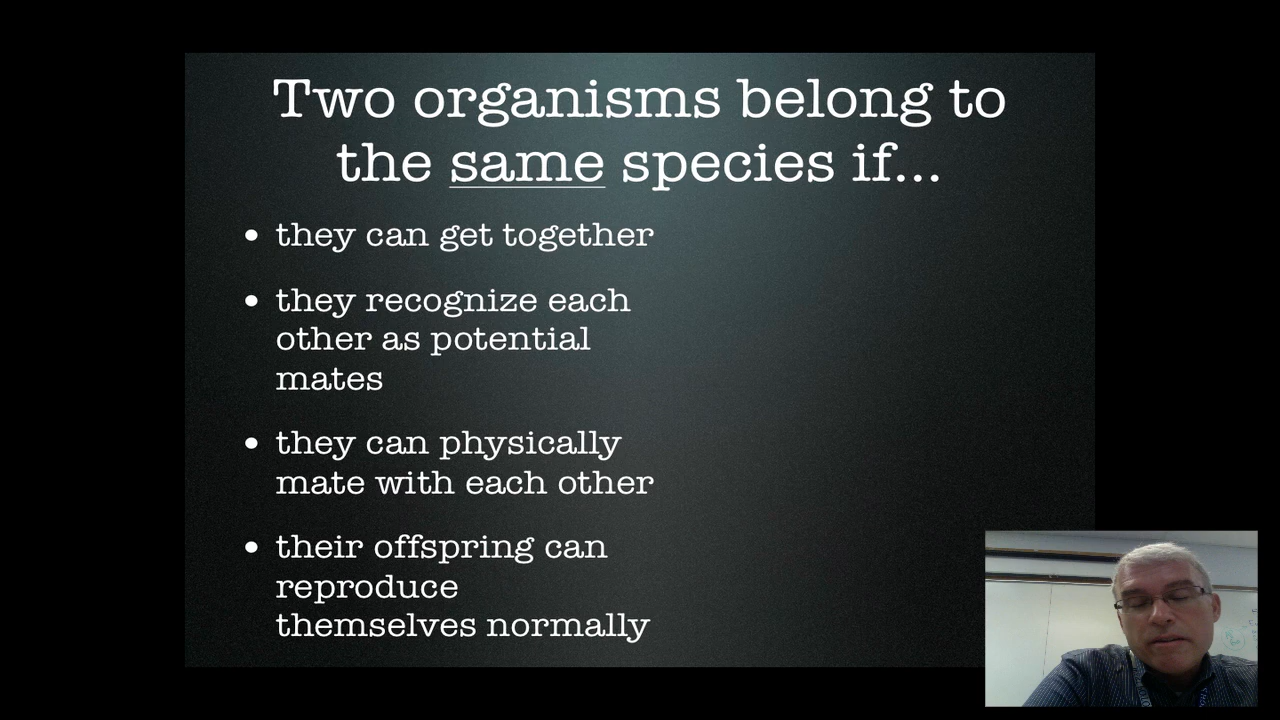 Two organisms belong to
the same species if...
• they can get together
• they recognize each
other as potential
mates
• they can physically
mate with each other
• their offspring can
reproduce
themselves normally